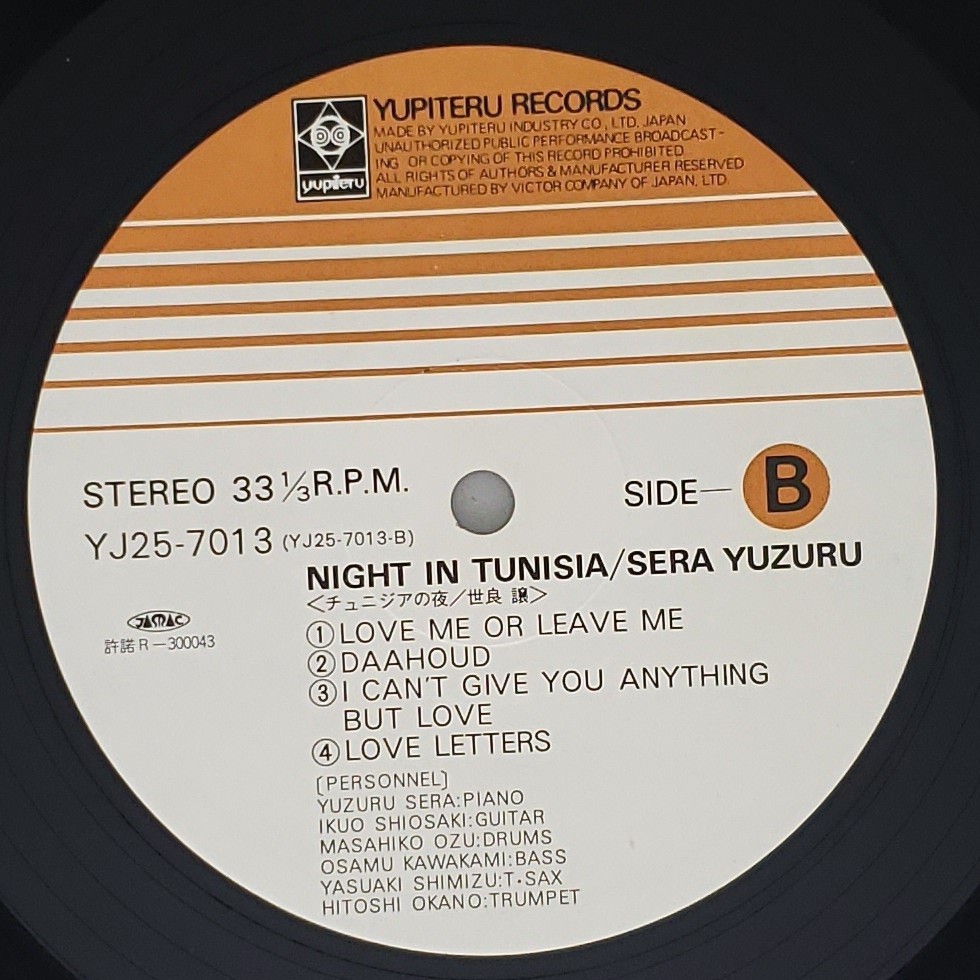 YUPITERU RECORDS
MADE BY YUPITERU INDUSTRY CO., LTD. JAPAN
UNAUTHORIZED PUBLIC PERFORMANCE BROADCAST-
ING OR COPYING OF THIS RECORD PROHIBITED
ALL RIGHTS OF AUTHORS & MANUFACTURER RESERVED
MANUFACTURED BY VICTOR COMPANY OF JAPAN, LTD.
yupiteru
STEREO 33⅓R.P.M.
SIDE—B
YJ25-7013 (YJ25-7013-B)
NIGHT IN TUNISIA/SERA YUZURU
<チュニジアの夜/世良 譲>
JASRAC
許諾R-300043
①LOVE ME OR LEAVE ME
②DAAHOUD
③I CAN'T GIVE YOU ANYTHING
BUT LOVE
④LOVE LETTERS
[PERSONNEL]
YUZURU SERA:PIANO
IKUO SHIOSAKI:GUITAR
MASAHIKO OZU:DRUMS
OSAMU KAWAKAMI:BASS
YASUAKI SHIMIZU:T•SAX
HITOSHI OKANO:TRUMPET